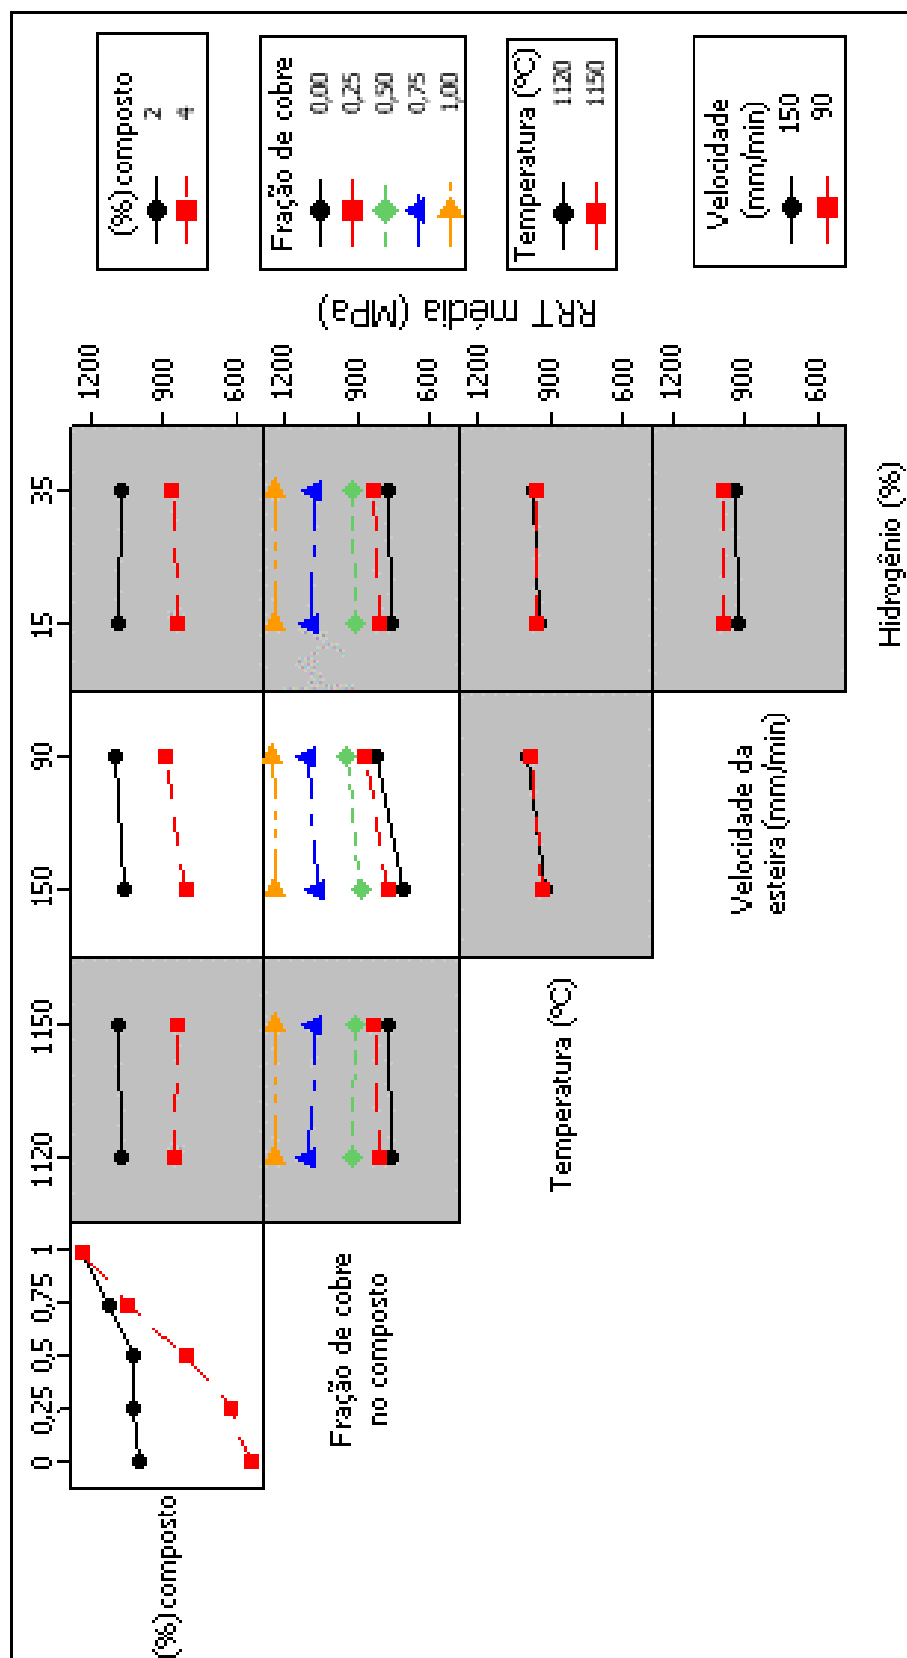 0 0,25 0,5 0,75 1
1120 1150
150 90
15 35
(%) composto
1200
900
600
(%) composto
2
4
Fração de cobre
no composto
1200
900
600
Fração de cobre
0,00
0,25
0,50
0,75
1,00
RRT média (MPa)
Temperatura (ºC)
1200
900
600
Temperatura (ºC)
1120
1150
Velocidade da
esteira (mm/min)
1200
900
600
Velocidade
(mm/min)
150
90
Hidrogênio (%)